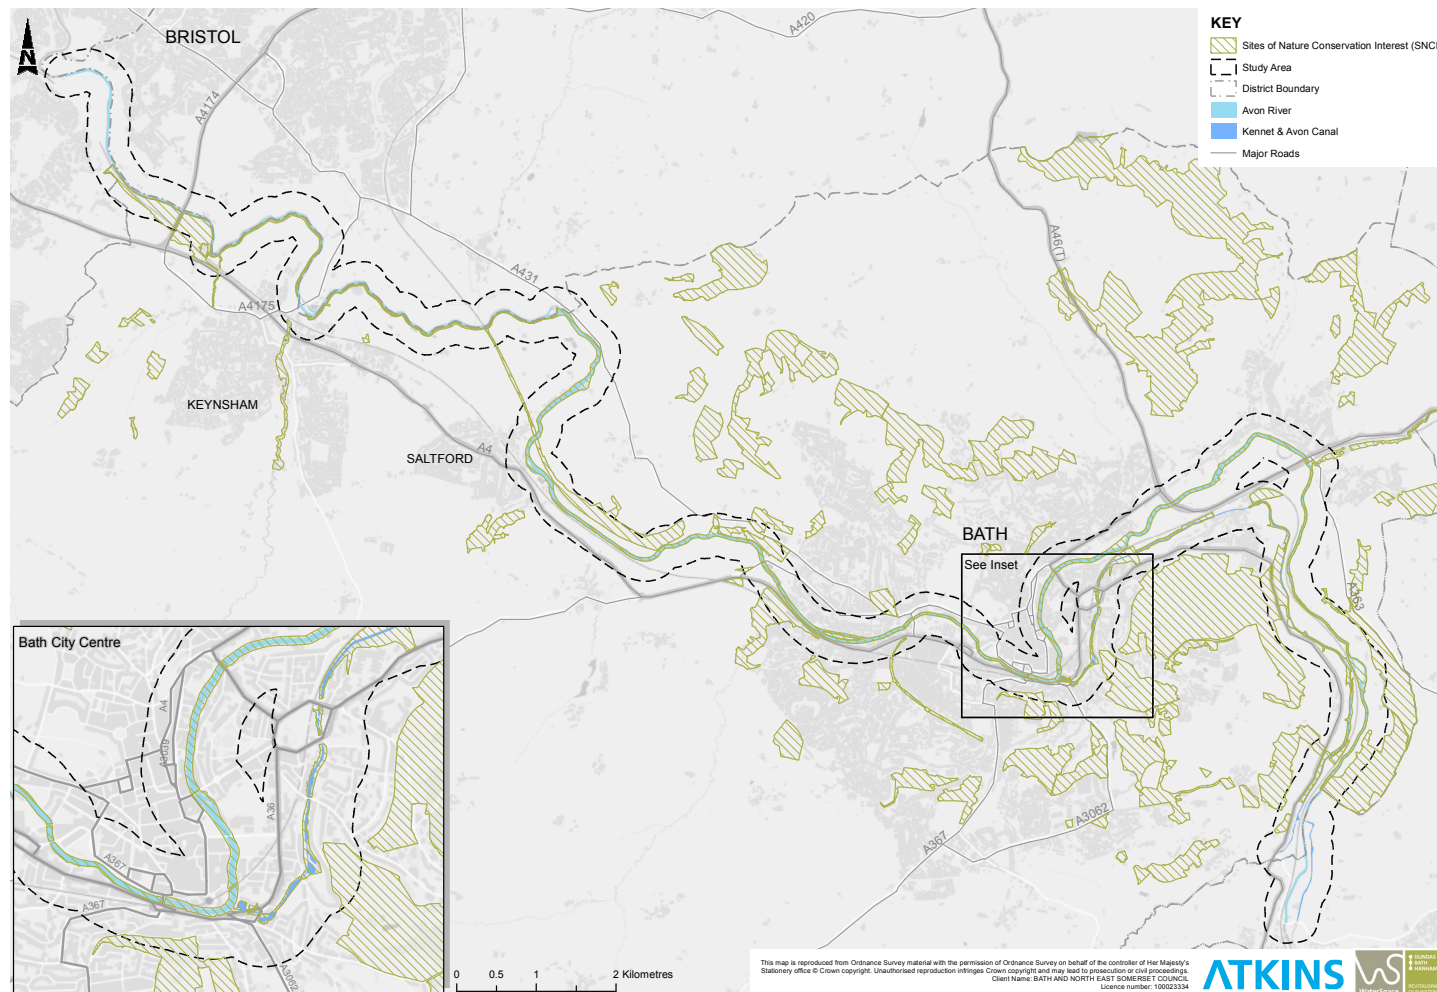 BRISTOL
A420
A4174
A431
A4175
A46(T)
KEYNSHAM
SALTFORD
A4
BATH
See Inset
A363
A367
A3062
KEY
Sites of Nature Conservation Interest (SNCI
Study Area
District Boundary
Avon River
Kennet & Avon Canal
Major Roads
N
Bath City Centre
A4
A3039
A36
A367
A367
A3062
0 0.5 1 2 Kilometres
This map is reproduced from Ordnance Survey material with the permission of Ordnance Survey on behalf of the controller of Her Majesty's
Stationery office © Crown copyright. Unauthorised reproduction infringes Crown copyright and may lead to prosecution or civil proceedings.
Client Name: BATH AND NORTH EAST SOMERSET COUNCIL
Licence number: 100023334
ATKINS
WaterSpace
DUNDAS
BATH
HANHAM